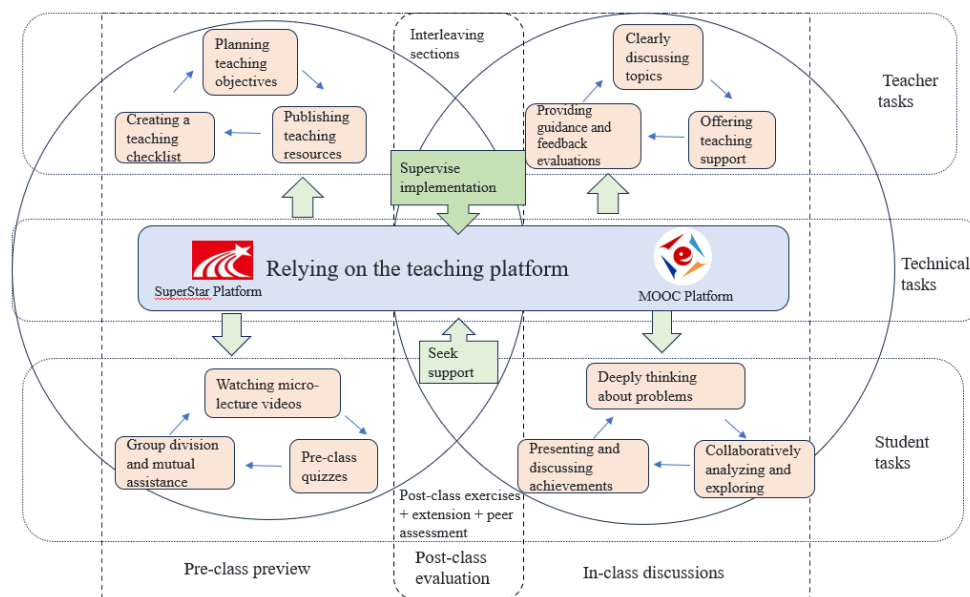 Interleaving
sections
Planning
teaching
objectives
Creating a
teaching
checklist
Publishing
teaching
resources
Clearly
discussing
topics
Providing
guidance and
feedback
evaluations
Offering
teaching
support
Teacher
tasks
Supervise
implementation
Relying on the teaching platform
SuperStar Platform
e
MOOC Platform
Technical
tasks
Seek
support
Watching micro-
lecture videos
Group division
and mutual
assistance
Pre-class
quizzes
Deeply thinking
about problems
Presenting and
discussing
achievements
Collaboratively
analyzing and
exploring
Student
tasks
Post-class exercises
+ extension + peer
assessment
Pre-class preview
Post-class
evaluation
In-class discussions